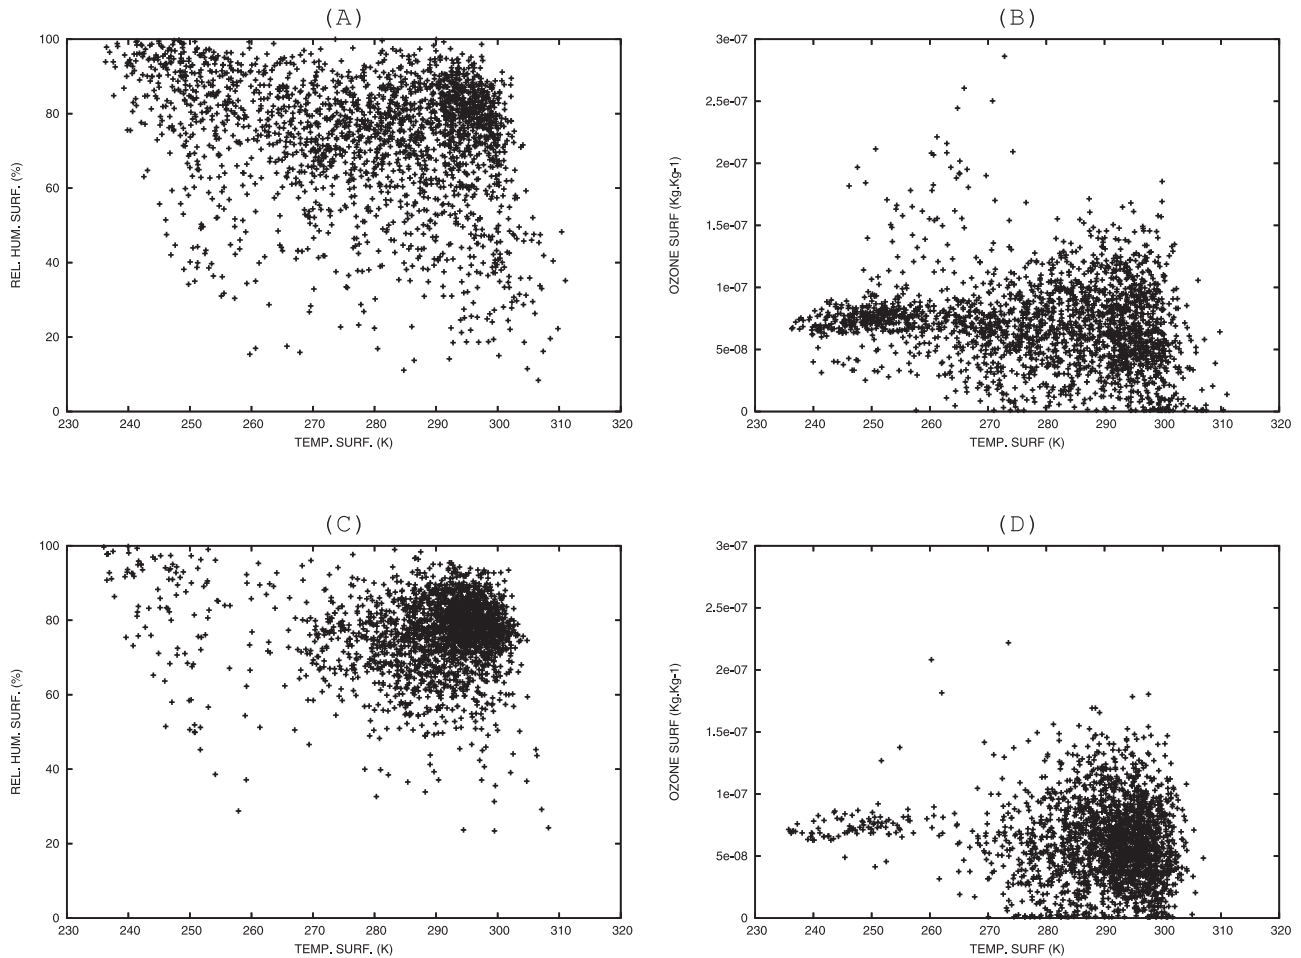 (A)
100
80
60
40
20
0
REL. HUM. SURF. (%)
230 240 250 260 270 280 290 300 310 320
TEMP. SURF. (K)
(B)
3e-07
2.5e-07
2e-07
1.5e-07
1e-07
5e-08
0
OZONE SURF (Kg.Kg-1)
230 240 250 260 270 280 290 300 310 320
TEMP. SURF (K)
(C)
100
80
60
40
20
0
REL. HUM. SURF. (%)
230 240 250 260 270 280 290 300 310 320
TEMP. SURF. (K)
(D)
3e-07
2.5e-07
2e-07
1.5e-07
1e-07
5e-08
0
OZONE SURF (Kg.Kg-1)
230 240 250 260 270 280 290 300 310 320
TEMP. SURF (K)